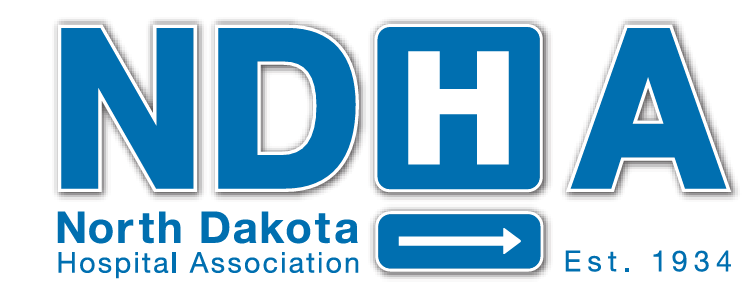 NDHA
North Dakota
Hospital Association
Est. 1934